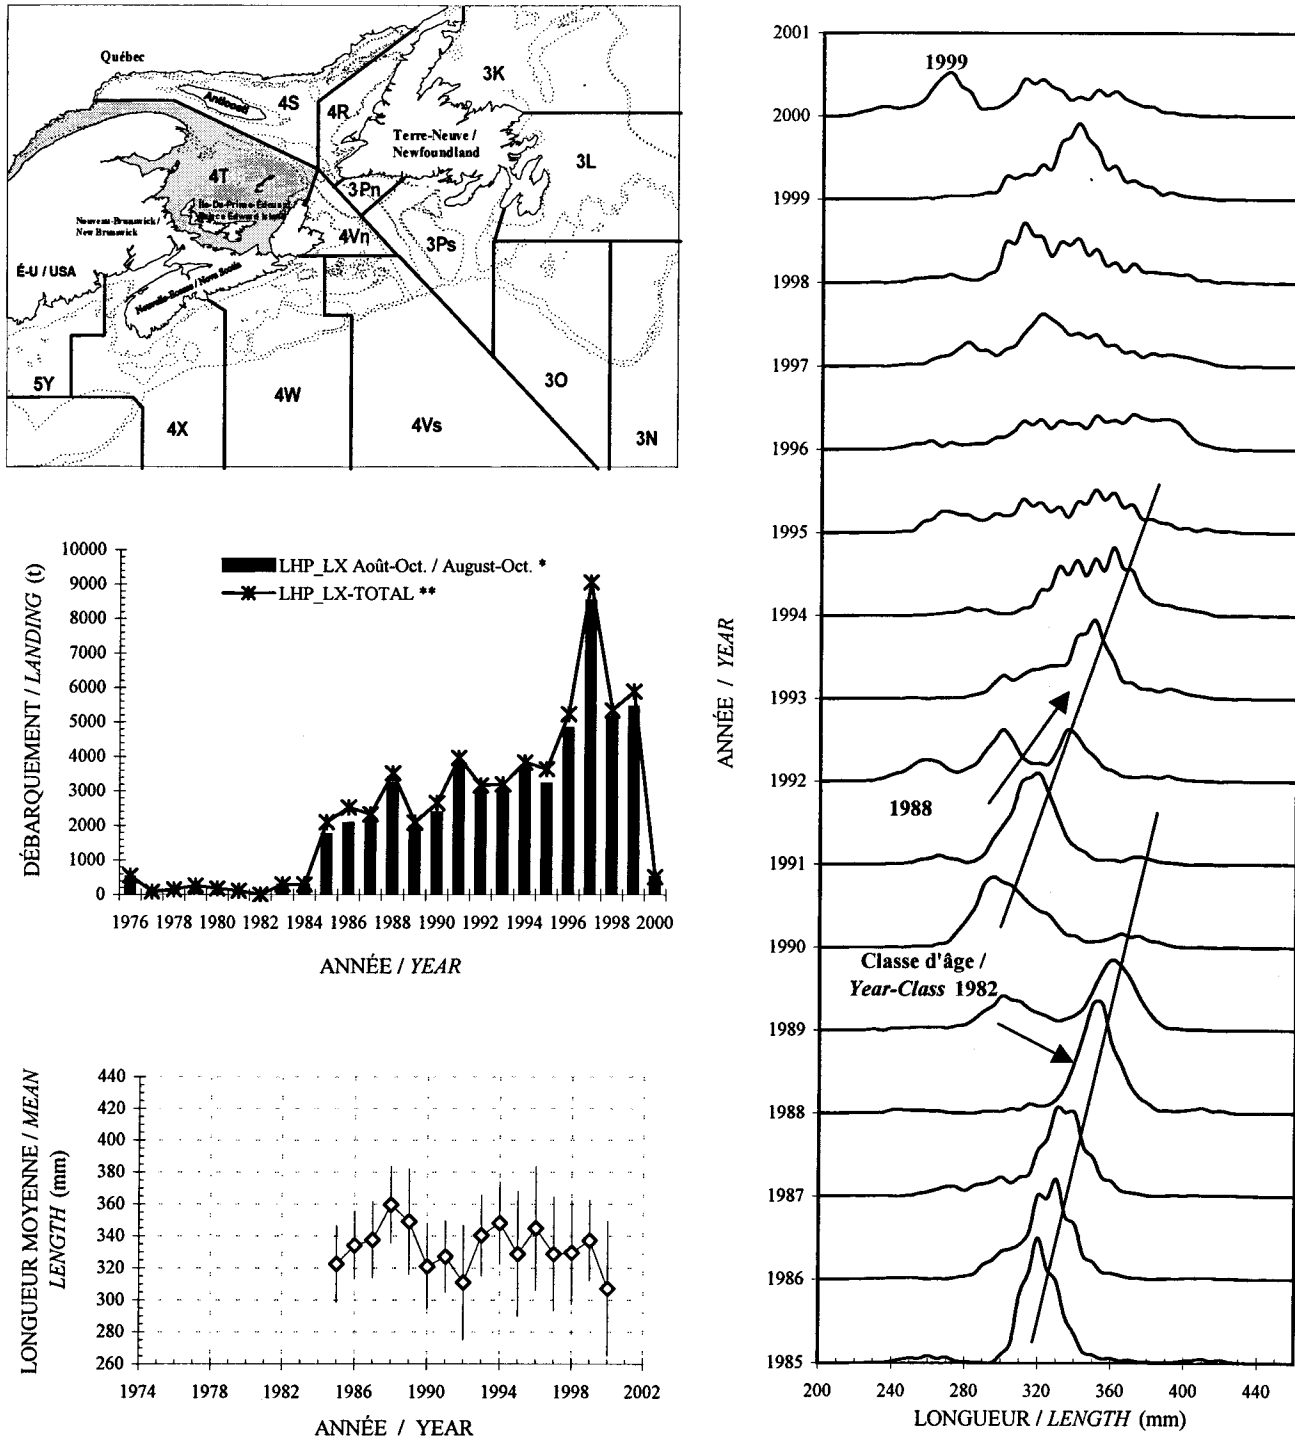 Québec
Anticosti
4S
4R
3K
Terre-Neuve /
Newfoundland
3L
4T
3Pn
Nouveau-Brunswick /
New Brunswick
4Vn
3Ps
É-U / USA
Nouvelle-Écosse / Nova Scotia
5Y
4X
4W
4Vs
3O
3N
DÉBARQUEMENT / LANDING (t)
10000
9000
8000
7000
6000
5000
4000
3000
2000
1000
0
LHP_LX Août-Oct. / August-Oct. *
LHP_LX-TOTAL **
1976 1978 1980 1982 1984 1986 1988 1990 1992 1994 1996 1998 2000
ANNÉE / YEAR
LONGUEUR MOYENNE / MEAN
LENGTH (mm)
440
420
400
380
360
340
320
300
280
260
1974 1978 1982 1986 1990 1994 1998 2002
ANNÉE / YEAR
ANNÉE / YEAR
2001
2000
1999
1998
1997
1996
1995
1994
1993
1992
1991
1990
1989
1988
1987
1986
1985
1999
1988
Classe d'âge /
Year-Class 1982
200 240 280 320 360 400 440
LONGUEUR / LENGTH (mm)